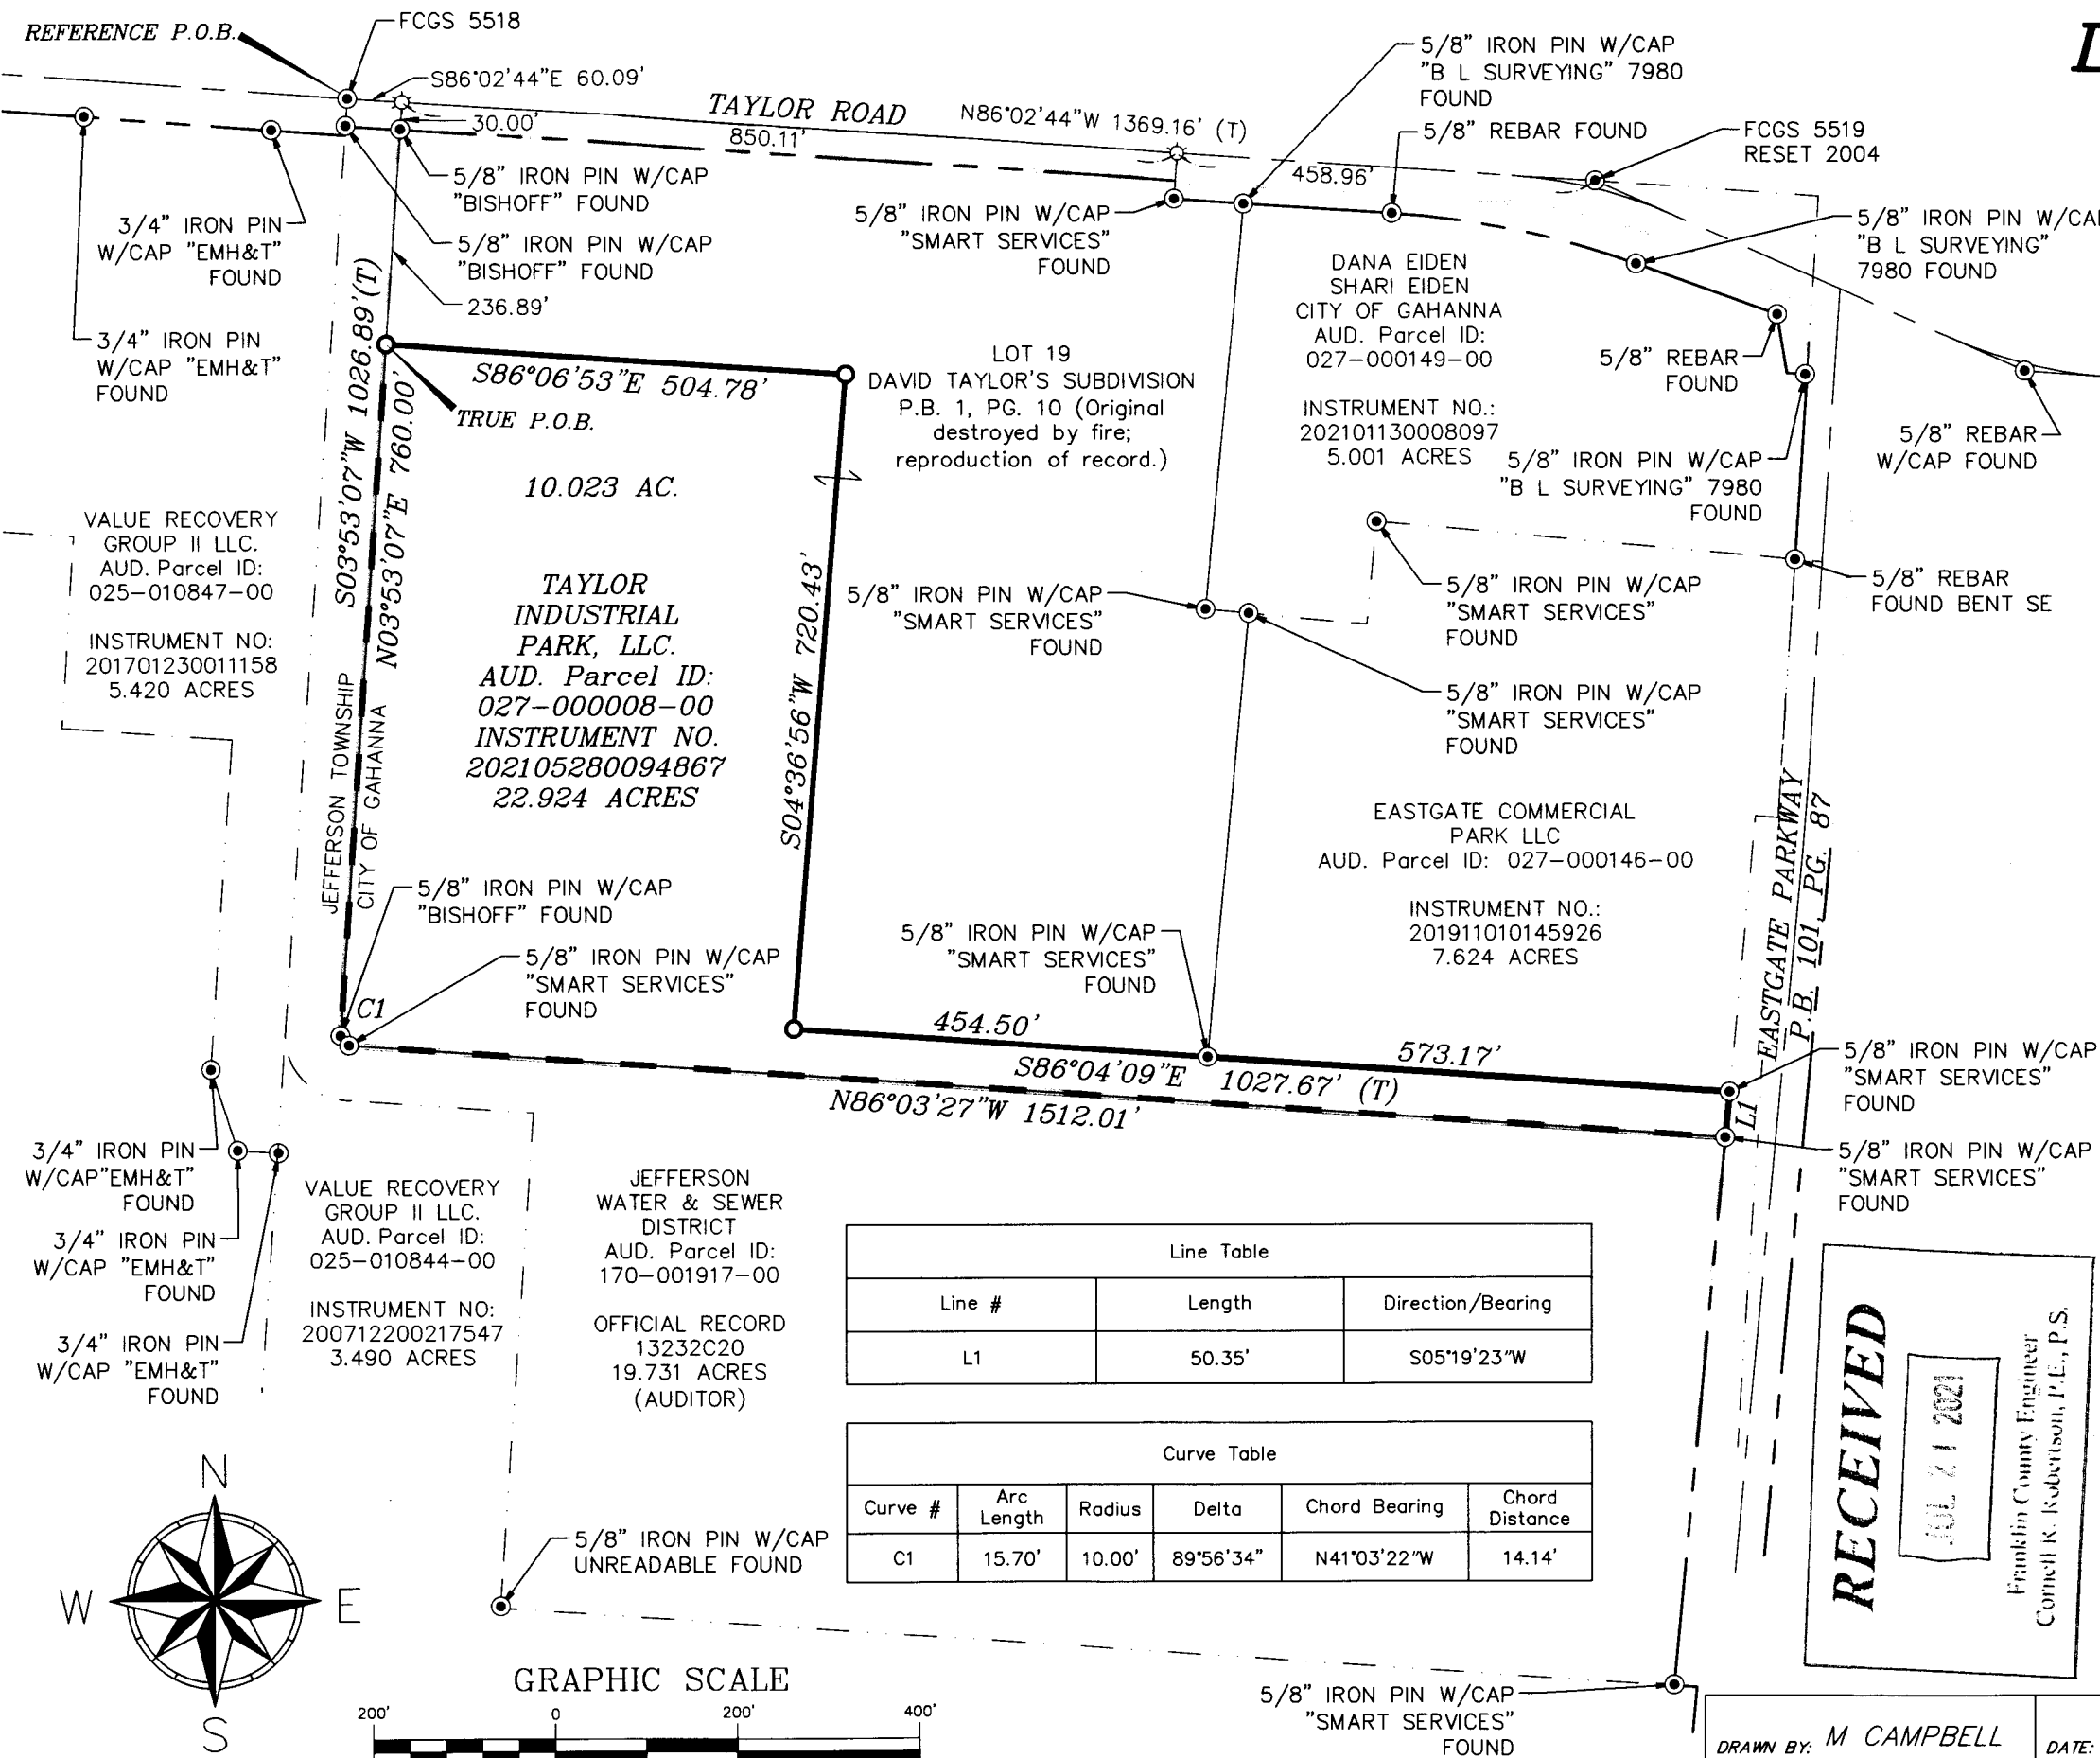 REFERENCE P.O.B.
FCGS 5518
S86°02'44"E 60.09'
30.00'
TAYLOR ROAD
850.11'
N86°02'44"W 1369.16' (T)
458.96'
5/8" IRON PIN W/CAP
"B L SURVEYING" 7980
FOUND
5/8" REBAR FOUND
FCGS 5519
RESET 2004
3/4" IRON PIN
W/CAP "EMH&T"
FOUND
3/4" IRON PIN
W/CAP "EMH&T"
FOUND
5/8" IRON PIN W/CAP
"BISHOFF" FOUND
5/8" IRON PIN W/CAP
"BISHOFF" FOUND
236.89'
5/8" IRON PIN W/CAP
"SMART SERVICES"
FOUND
DANA EIDEN
SHARI EIDEN
CITY OF GAHANNA
AUD. Parcel ID:
027-000149-00
INSTRUMENT NO.:
202101130008097
5.001 ACRES
5/8" IRON PIN W/CAP
"B L SURVEYING"
7980 FOUND
5/8" REBAR
FOUND
5/8" REBAR
W/CAP FOUND
5/8" IRON PIN W/CAP
"B L SURVEYING" 7980
FOUND
S03°53'07"W 1026.89'(T)
N03°53'07"E 760.00'
S86°06'53"E 504.78'
TRUE P.O.B.
LOT 19
DAVID TAYLOR'S SUBDIVISION
P.B. 1, PG. 10 (Original
destroyed by fire;
reproduction of record.)
10.023 AC.
VALUE RECOVERY
GROUP II LLC.
AUD. Parcel ID:
025-010847-00
INSTRUMENT NO:
201701230011158
5.420 ACRES
TAYLOR
INDUSTRIAL
PARK, LLC.
AUD. Parcel ID:
027-000008-00
INSTRUMENT NO.
202105280094867
22.924 ACRES
S04°36'56"W 720.43'
JEFFERSON TOWNSHIP
CITY OF GAHANNA
5/8" IRON PIN W/CAP
"SMART SERVICES"
FOUND
5/8" IRON PIN W/CAP
"SMART SERVICES"
FOUND
5/8" REBAR
FOUND BENT SE
5/8" IRON PIN W/CAP
"SMART SERVICES"
FOUND
EASTGATE COMMERCIAL
PARK LLC
AUD. Parcel ID: 027-000146-00
INSTRUMENT NO.:
201911010145926
7.624 ACRES
EASTGATE PARKWAY
P.B. 101, PG. 87
5/8" IRON PIN W/CAP
"BISHOFF" FOUND
C1
5/8" IRON PIN W/CAP
"SMART SERVICES"
FOUND
5/8" IRON PIN W/CAP
"SMART SERVICES"
FOUND
454.50'
573.17'
S86°04'09"E 1027.67' (T)
N86°03'27"W 1512.01'
L1
5/8" IRON PIN W/CAP
"SMART SERVICES"
FOUND
5/8" IRON PIN W/CAP
"SMART SERVICES"
FOUND
3/4" IRON PIN
W/CAP"EMH&T"
FOUND
3/4" IRON PIN
W/CAP "EMH&T"
FOUND
3/4" IRON PIN
W/CAP "EMH&T"
FOUND
VALUE RECOVERY
GROUP II LLC.
AUD. Parcel ID:
025-010844-00
INSTRUMENT NO:
200712200217547
3.490 ACRES
JEFFERSON
WATER & SEWER
DISTRICT
AUD. Parcel ID:
170-001917-00
OFFICIAL RECORD
13232C20
19.731 ACRES
(AUDITOR)
Line Table
Line # Length Direction/Bearing
L1 50.35' S05°19'23"W
Curve Table
Curve # Arc Length Radius Delta Chord Bearing Chord Distance
C1 15.70' 10.00' 89°56'34" N41°03'22"W 14.14'
RECEIVED
JUL 21 2021
Franklin County Engineer
Cornell R. Robertson, P.E., P.S.
N
W
E
S
5/8" IRON PIN W/CAP
UNREADABLE FOUND
GRAPHIC SCALE
200' 0 200' 400'
5/8" IRON PIN W/CAP
"SMART SERVICES"
FOUND
DRAWN BY: M CAMPBELL
DATE: